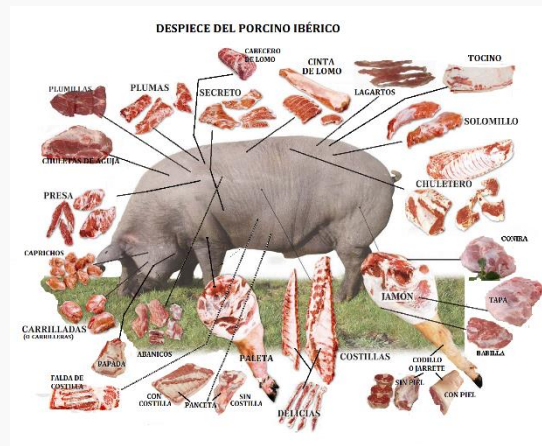 DESPIECE DEL PORCINO IBÉRICO
CABECERO
DE LOMO
CINTA
DE LOMO
TOCINO
PLUMILLAS
PLUMAS
SECRETO
LAGARTOS
SOLOMILLO
CHULETAS DE AGUJA
PRESA
CHULETERO
CAPRICHOS
CONTRA
JAMÓN
TAPA
CARRILLADAS
(O CARRILLERAS)
ABANICOS
PAPADA
PALETA
COSTILLAS
BABILLA
FALDA DE
COSTILLA
CON
COSTILLA
PANCETA
SIN
COSTILLA
DELICIAS
CODILLO
O JARRETE
SIN PIEL
CON PIEL